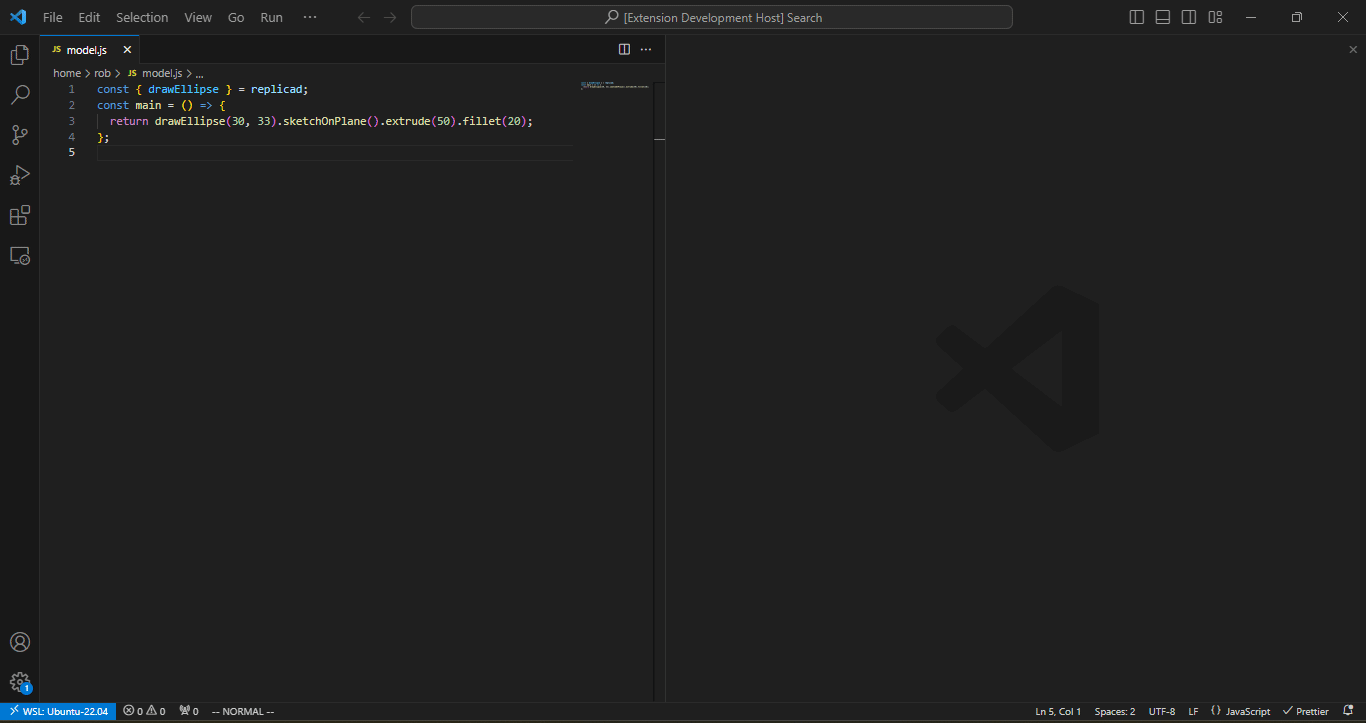 File Edit Selection View Go Run ··· [Extension Development Host] Search
JS model.js
home > rob > JS model.js > ...
1 const { drawEllipse } = replicad;
2 const main = () => {
3 return drawEllipse(30, 33).sketchOnPlane().extrude(50).fillet(20);
4 };
5
1
WSL: Ubuntu-22.04 0 0 0 -- NORMAL -- Ln 5, Col 1 Spaces: 2 UTF-8 LF {} JavaScript Prettier